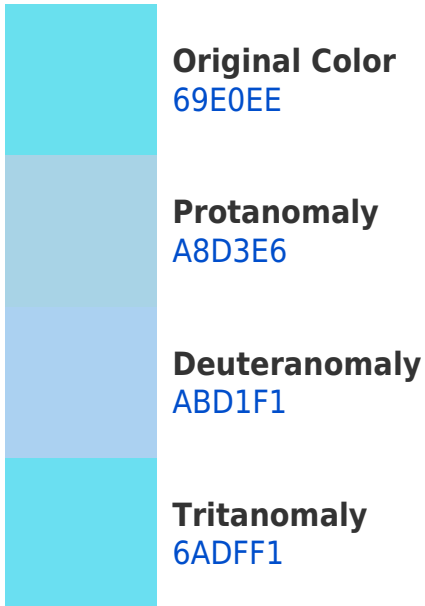 Original Color
69E0EE
Protanomaly
A8D3E6
Deuteranomaly
ABD1F1
Tritanomaly
6ADFF1